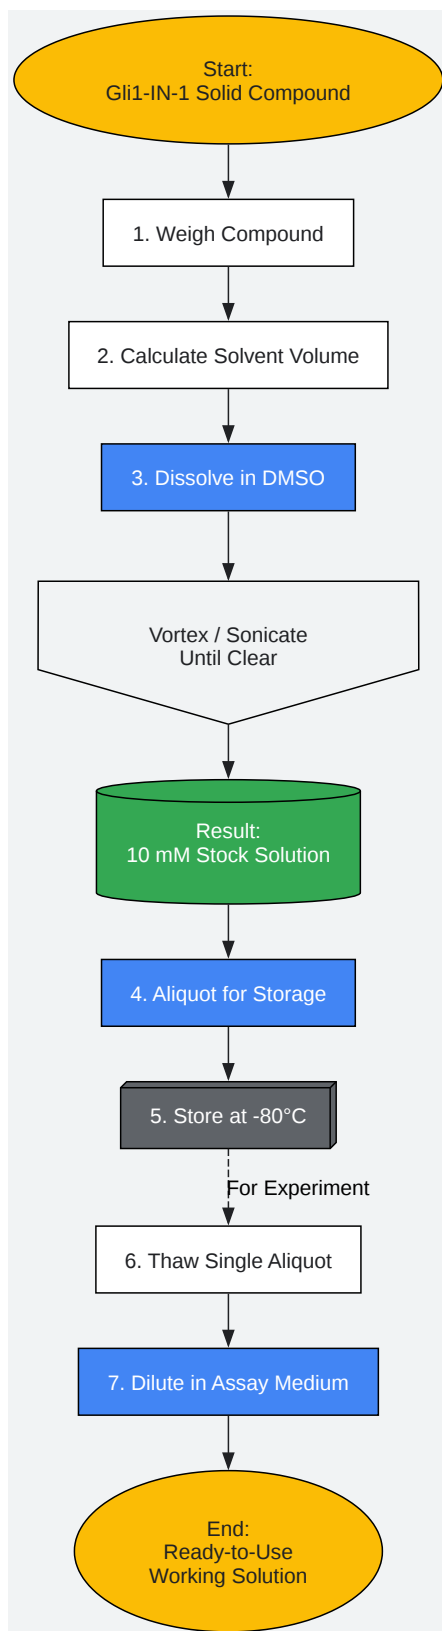 Start:
Gli1-IN-1 Solid Compound
1. Weigh Compound
2. Calculate Solvent Volume
3. Dissolve in DMSO
Vortex / Sonicate
Until Clear
Result:
10 mM Stock Solution
4. Aliquot for Storage
5. Store at -80°C
For Experiment
6. Thaw Single Aliquot
7. Dilute in Assay Medium
End:
Ready-to-Use
Working Solution